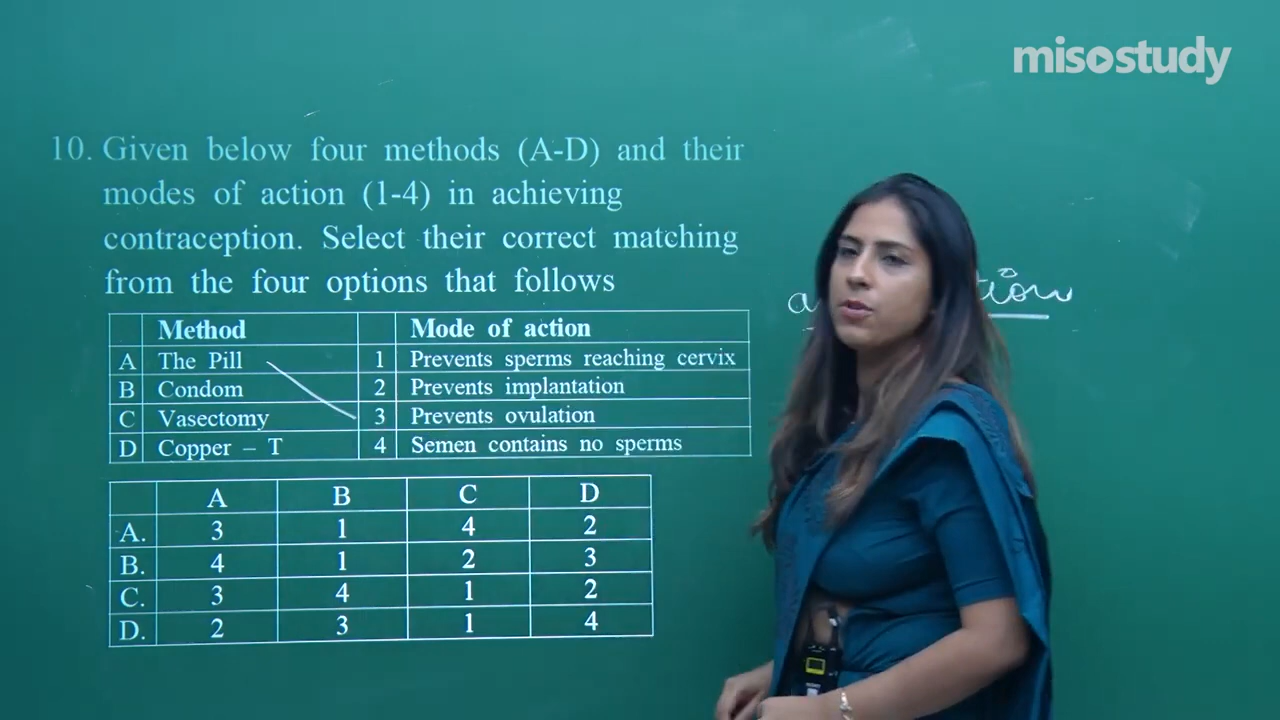 misostudy
10. Given below four methods (A-D) and their
modes of action (1-4) in achieving
contraception. Select their correct matching
from the four options that follows
Method Mode of action
A The Pill 1 Prevents sperms reaching cervix
B Condom 2 Prevents implantation
C Vasectomy 3 Prevents ovulation
D Copper – T 4 Semen contains no sperms
A B C D
A. 3 1 4 2
B. 4 1 2 3
C. 3 4 1 2
D. 2 3 1 4